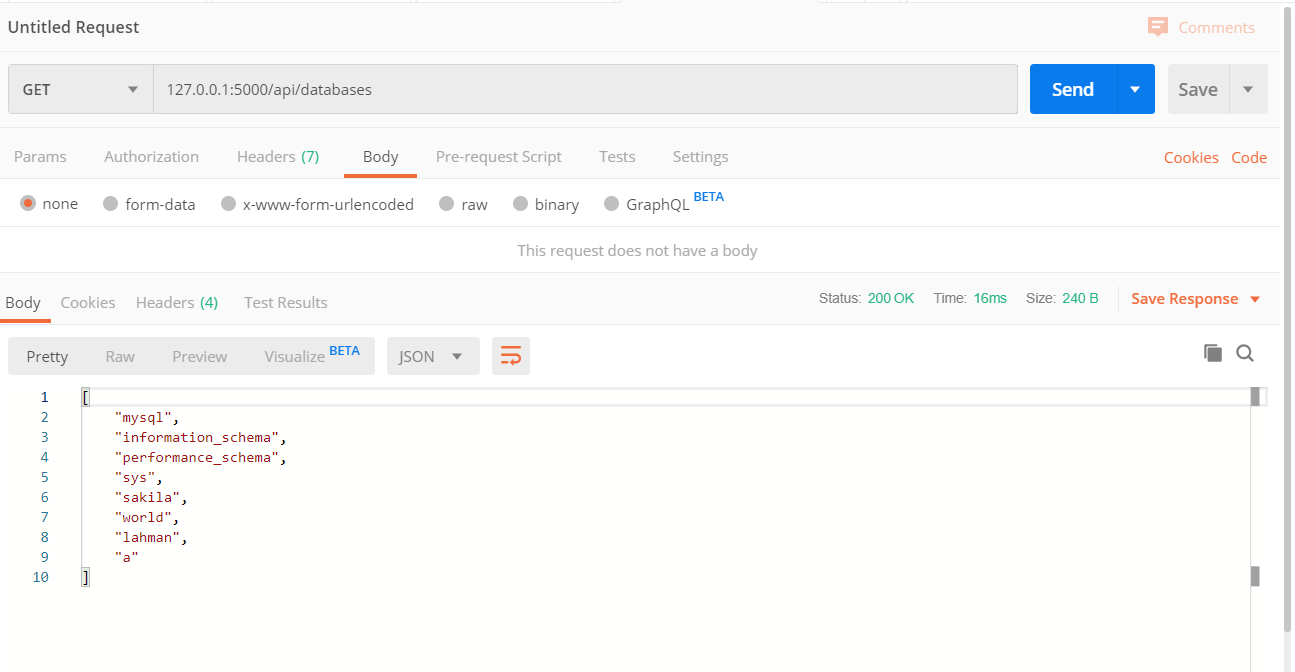 Untitled Request
Comments
GET
127.0.0.1:5000/api/databases
Send
Save
Params Authorization Headers (7) Body Pre-request Script Tests Settings Cookies Code
none form-data x-www-form-urlencoded raw binary GraphQL BETA
This request does not have a body
Body Cookies Headers (4) Test Results Status: 200 OK Time: 16ms Size: 240 B Save Response
Pretty Raw Preview Visualize BETA JSON
1 [
2 "mysql",
3 "information_schema",
4 "performance_schema",
5 "sys",
6 "sakila",
7 "world",
8 "lahman",
9 "a"
10 ]